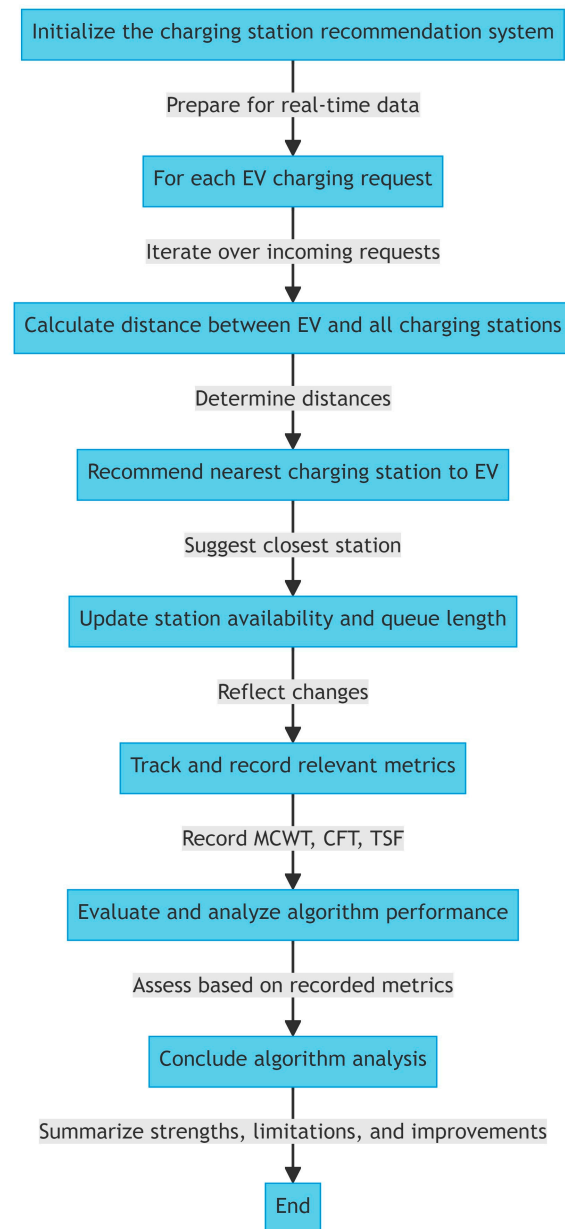 Initialize the charging station recommendation system
Prepare for real-time data
For each EV charging request
Iterate over incoming requests
Calculate distance between EV and all charging stations
Determine distances
Recommend nearest charging station to EV
Suggest closest station
Update station availability and queue length
Reflect changes
Track and record relevant metrics
Record MCWT, CFT, TSF
Evaluate and analyze algorithm performance
Assess based on recorded metrics
Conclude algorithm analysis
Summarize strengths, limitations, and improvements
End